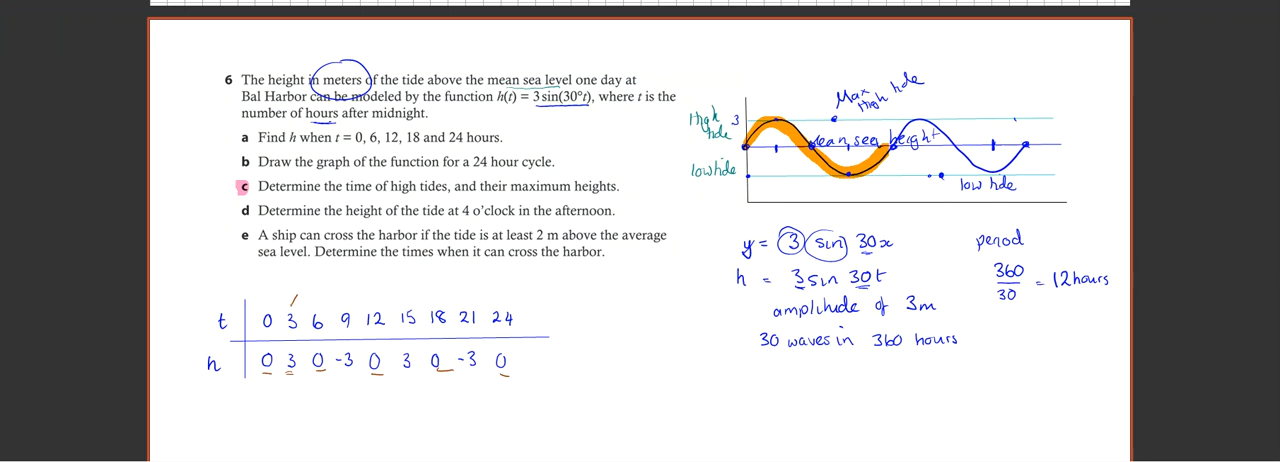 6 The height in meters of the tide above the mean sea level one day at
Bal Harbor can be modeled by the function h(t) = 3 sin(30°t), where t is the
number of hours after midnight.
a Find h when t = 0, 6, 12, 18 and 24 hours.
b Draw the graph of the function for a 24 hour cycle.
c Determine the time of high tides, and their maximum heights.
d Determine the height of the tide at 4 o'clock in the afternoon.
e A ship can cross the harbor if the tide is at least 2 m above the average
sea level. Determine the times when it can cross the harbor.
t 0 3 6 9 12 15 18 21 24
h 0 3 0 -3 0 3 0 -3 0
Max High tide
High tide 3
Mean, sea height
low tide
low tide
y = 3 sin 30x
h = 3 sin 30t
amplitude of 3m
30 waves in 360 hours
period
360
30
= 12 hours